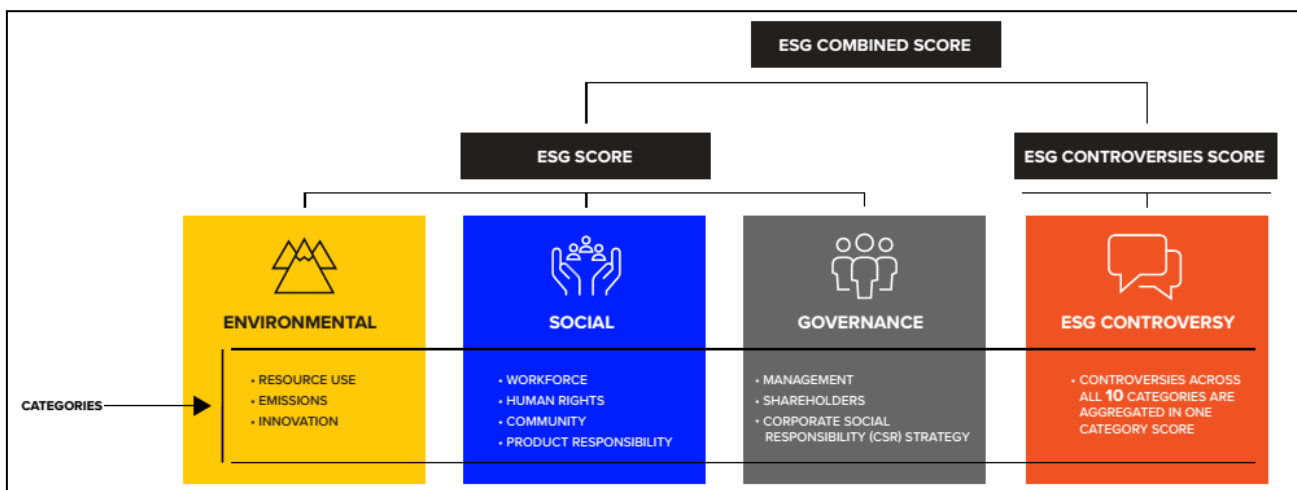 ESG COMBINED SCORE
ESG SCORE
ESG CONTROVERSIES SCORE
ENVIRONMENTAL
SOCIAL
GOVERNANCE
ESG CONTROVERSY
CATEGORIES
• RESOURCE USE
• EMISSIONS
• INNOVATION
• WORKFORCE
• HUMAN RIGHTS
• COMMUNITY
• PRODUCT RESPONSIBILITY
• MANAGEMENT
• SHAREHOLDERS
• CORPORATE SOCIAL
RESPONSIBILITY (CSR) STRATEGY
• CONTROVERSIES ACROSS
ALL 10 CATEGORIES ARE
AGGREGATED IN ONE
CATEGORY SCORE